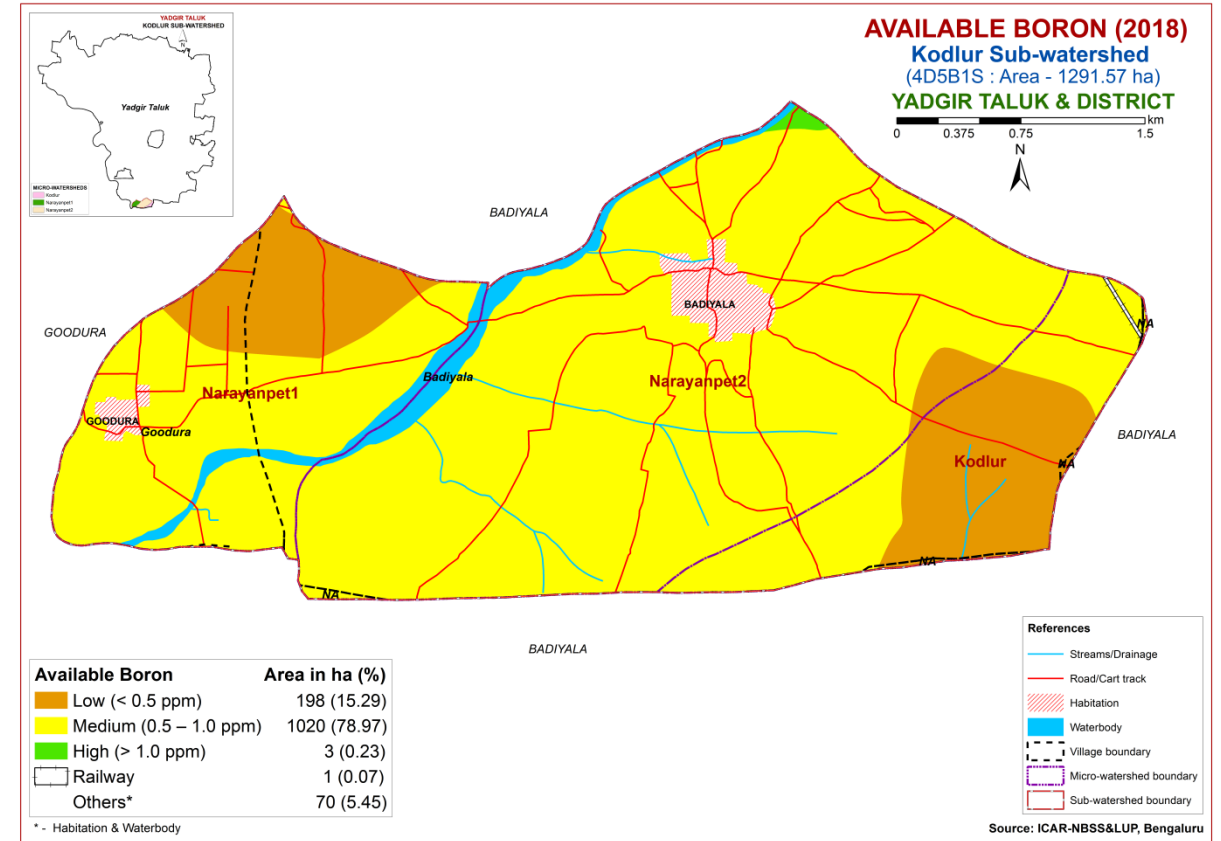 YADGIR TALUK
KODLUR SUB-WATERSHED
N
Yadgir Taluk
MICRO-WATERSHEDS
Kodlur
Narayanpet1
Narayanpet2
AVAILABLE BORON (2018)
Kodlur Sub-watershed
(4D5B1S : Area - 1291.57 ha)
YADGIR TALUK & DISTRICT
km
0 0.375 0.75 1.5
N
BADIYALA
GOODURA
BADIYALA
NA
Badiyala
Narayanpet1
Narayanpet2
GOODURA
Goodura
BADIYALA
Kodlur
NA
NA
NA
BADIYALA
Available Boron Area in ha (%)
Low (< 0.5 ppm) 198 (15.29)
Medium (0.5 – 1.0 ppm) 1020 (78.97)
High (> 1.0 ppm) 3 (0.23)
Railway 1 (0.07)
Others* 70 (5.45)
* - Habitation & Waterbody
References
Streams/Drainage
Road/Cart track
Habitation
Waterbody
Village boundary
Micro-watershed boundary
Sub-watershed boundary
Source: ICAR-NBSS&LUP, Bengaluru